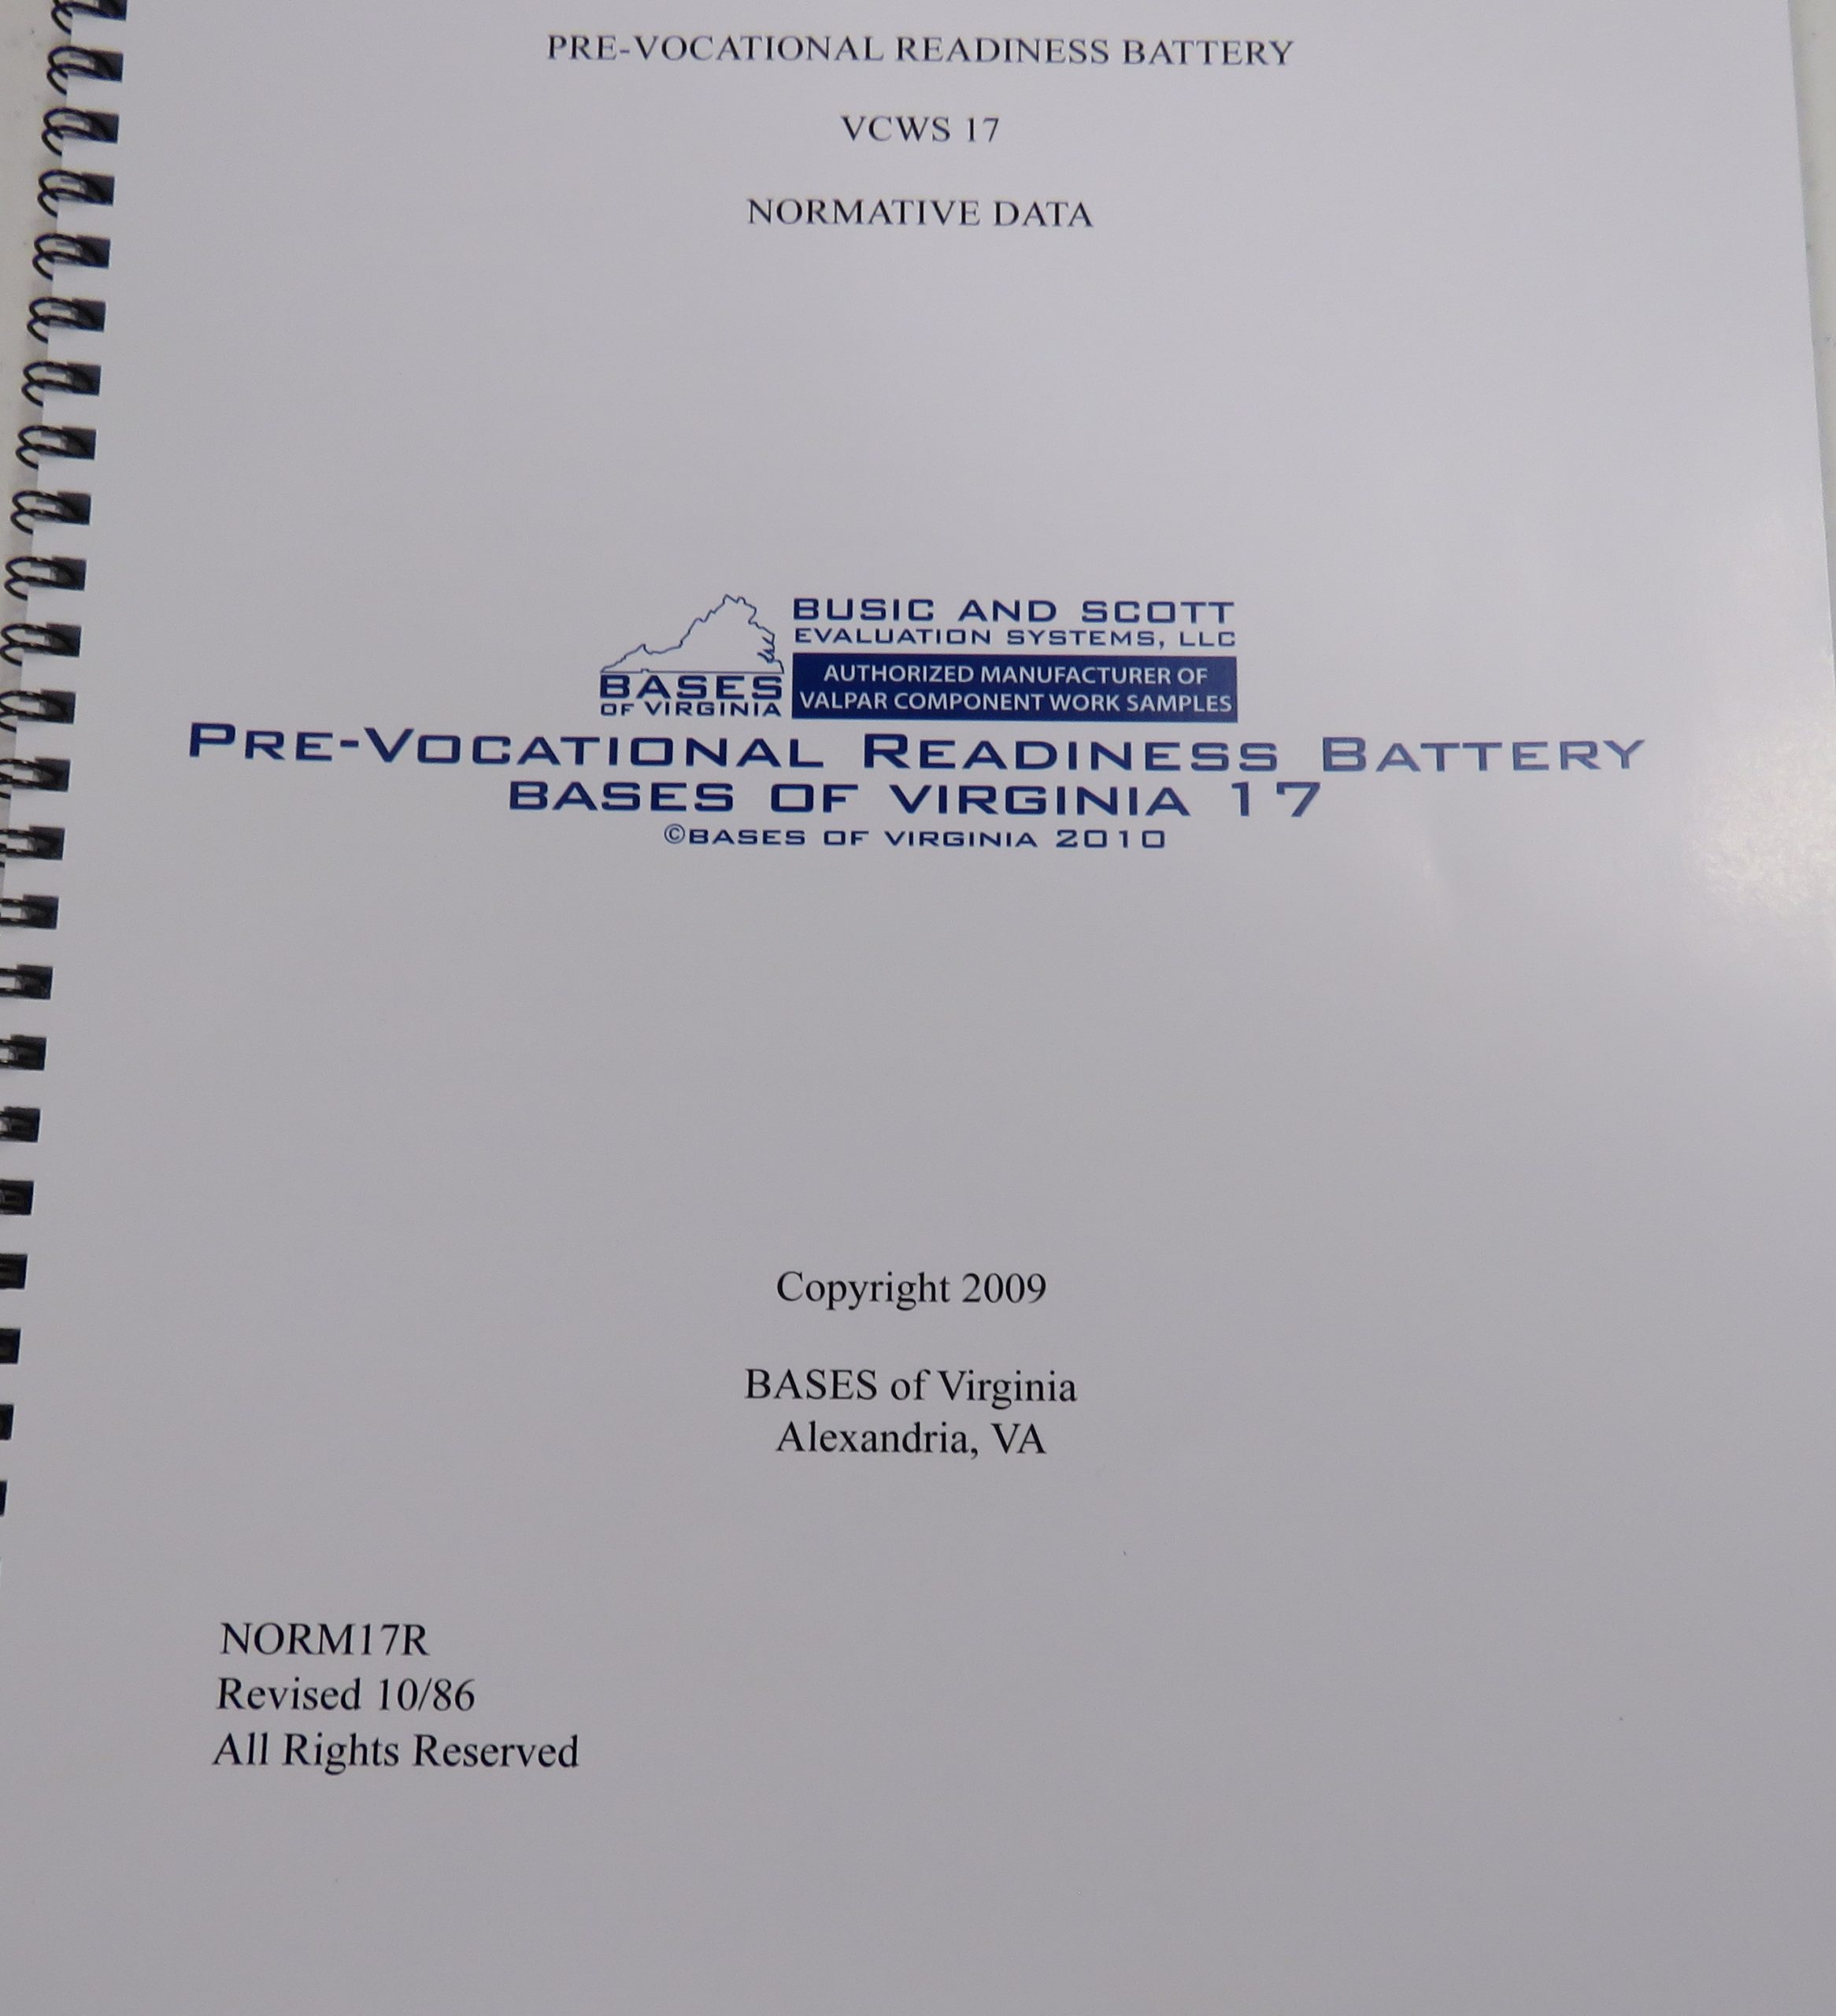 PRE-VOCATIONAL READINESS BATTERY
VCWS 17
NORMATIVE DATA
BUSIC AND SCOTT
EVALUATION SYSTEMS, LLC
AUTHORIZED MANUFACTURER OF
VALPAR COMPONENT WORK SAMPLES
BASES
OF VIRGINIA
PRE-VOCATIONAL READINESS BATTERY
BASES OF VIRGINIA 17
©BASES OF VIRGINIA 2010
Copyright 2009
BASES of Virginia
Alexandria, VA
NORM17R
Revised 10/86
All Rights Reserved